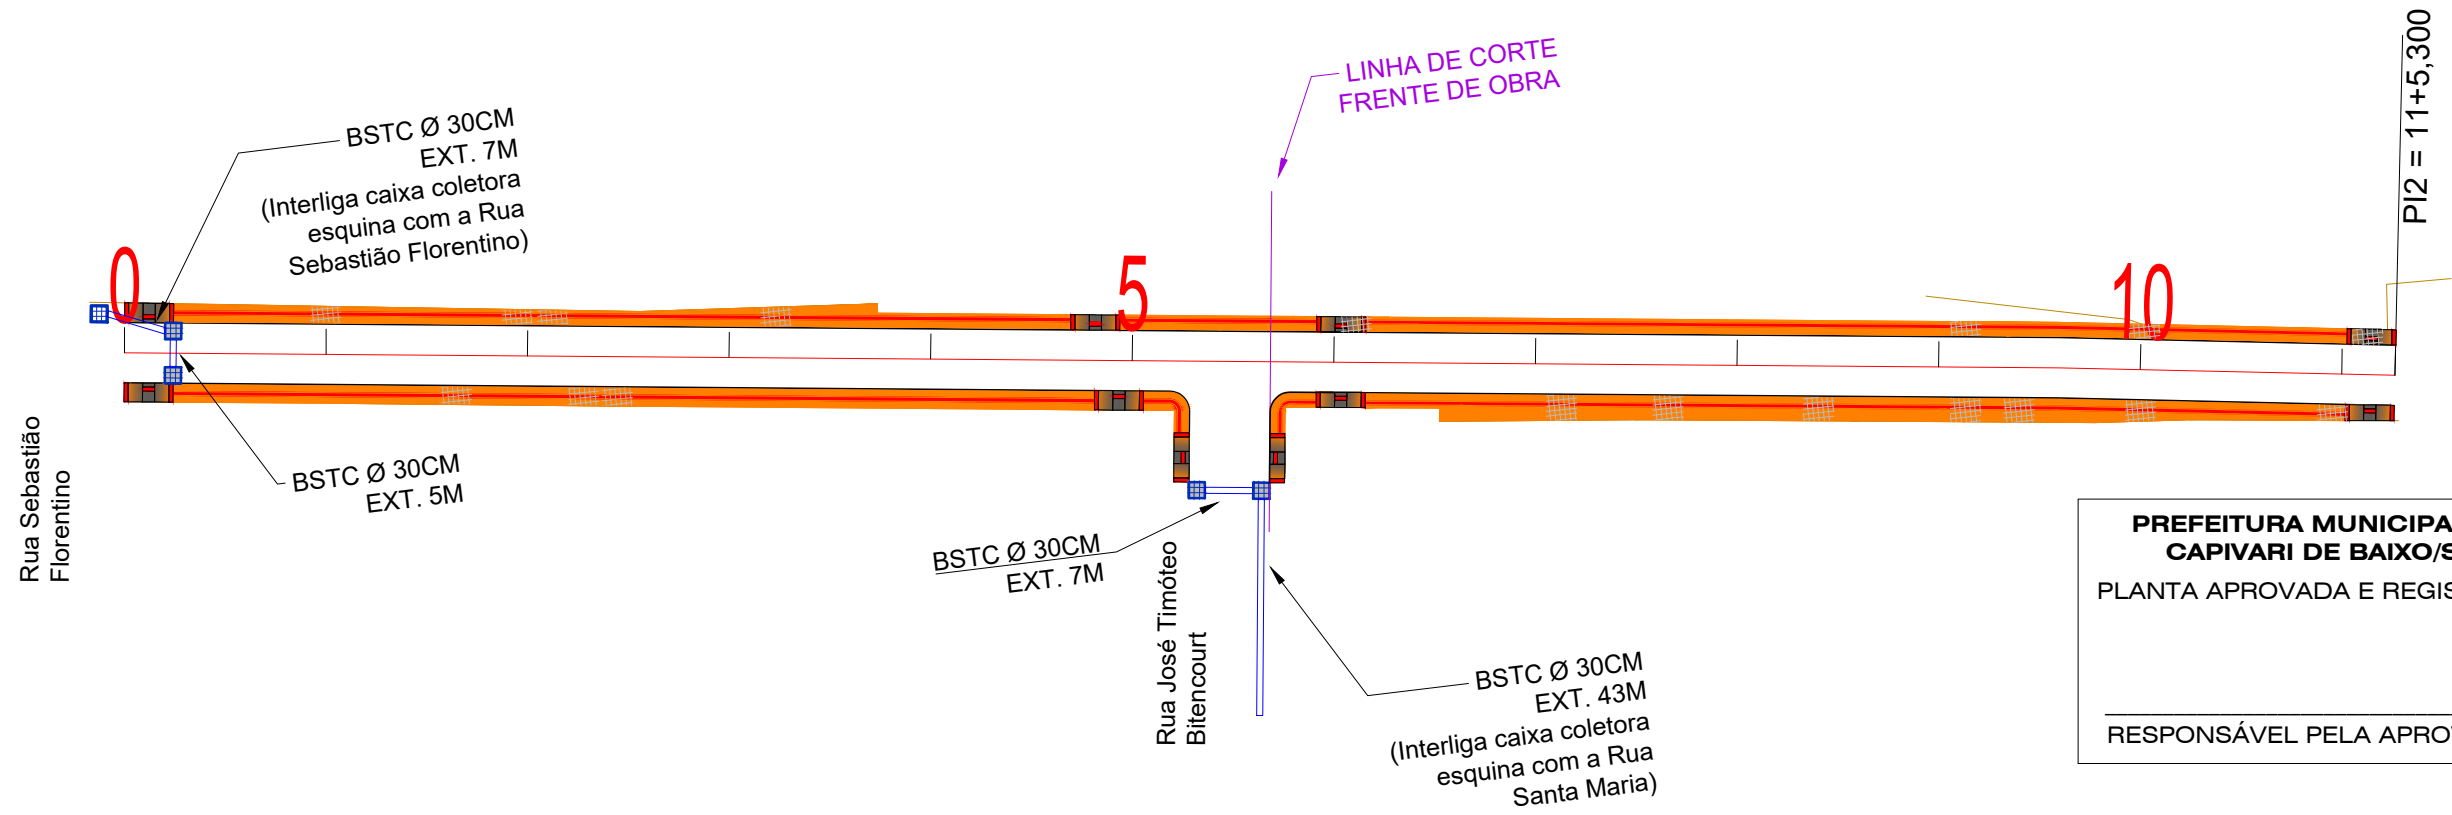 LINHA DE CORTE
FRENTE DE OBRA
PI2 = 11+5,300
BSTC Ø 30CM
EXT. 7M
(Interliga caixa coletora
esquina com a Rua
Sebastião Florentino)
0
5
10
Rua Sebastião
Florentino
BSTC Ø 30CM
EXT. 5M
BSTC Ø 30CM
EXT. 7M
Rua José Timóteo
Bitencourt
BSTC Ø 30CM
EXT. 43M
(Interliga caixa coletora
esquina com a Rua
Santa Maria)
PREFEITURA MUNICIPA
CAPIVARI DE BAIXO/S
PLANTA APROVADA E REGIS
RESPONSÁVEL PELA APRO